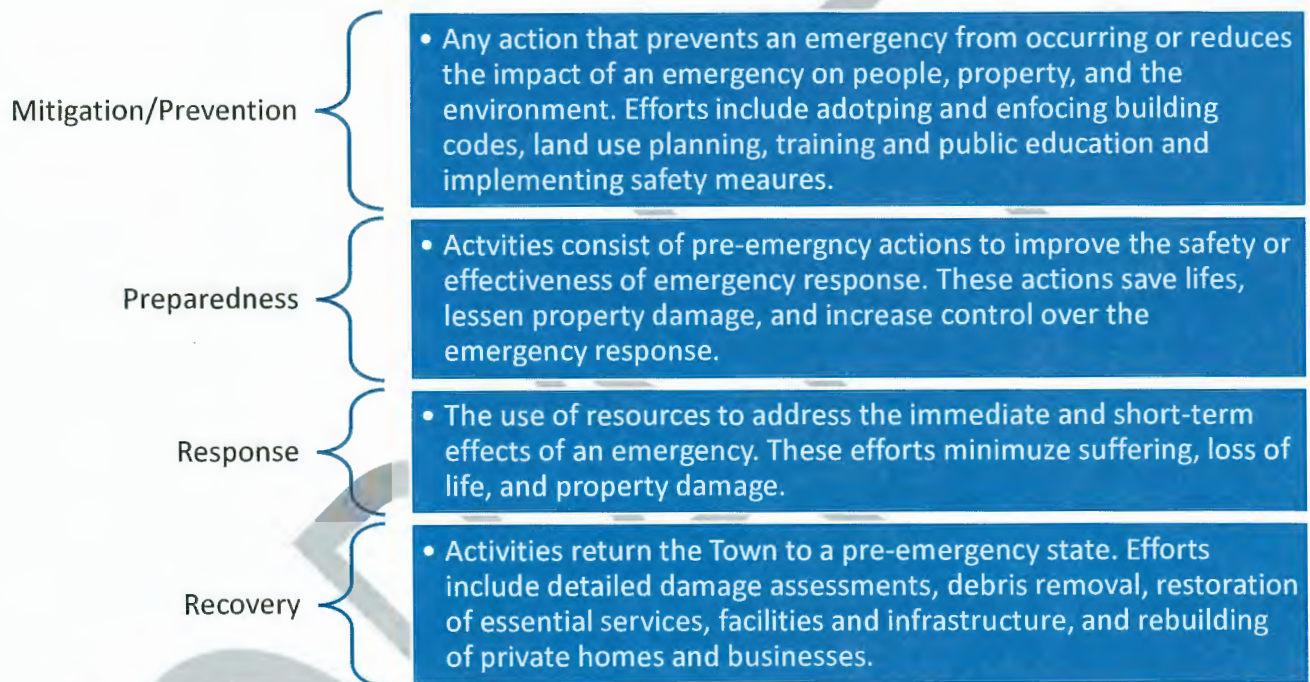 Mitigation/Prevention
• Any action that prevents an emergency from occurring or reduces
the impact of an emergency on people, property, and the
environment. Efforts include adotping and enfocing building
codes, land use planning, training and public education and
implementing safety meaures.
Preparedness
• Actvities consist of pre-emergncy actions to improve the safety or
effectiveness of emergency response. These actions save lifes,
lessen property damage, and increase control over the
emergency response.
Response
• The use of resources to address the immediate and short-term
effects of an emergency. These efforts minimuze suffering, loss of
life, and property damage.
Recovery
• Activities return the Town to a pre-emergency state. Efforts
include detailed damage assessments, debris removal, restoration
of essential services, facilities and infrastructure, and rebuilding
of private homes and businesses.